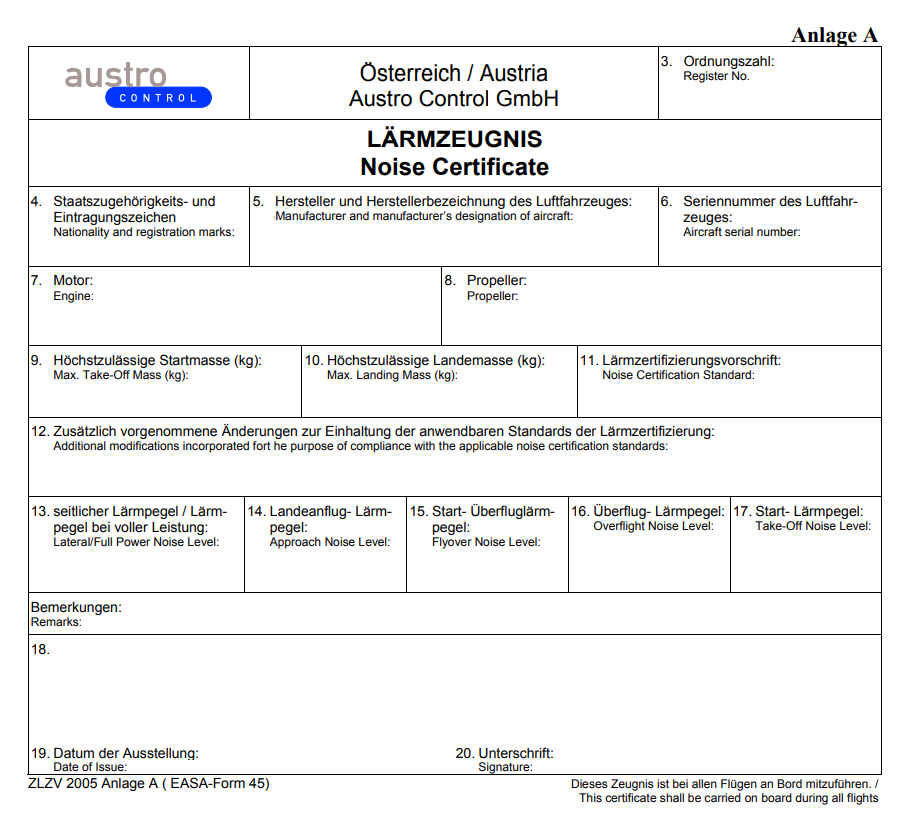 Anlage A
austro
CONTROL
Österreich / Austria
Austro Control GmbH
3. Ordnungszahl:
Register No.
LÄRMZEUGNIS
Noise Certificate
4. Staatszugehörigkeits- und
Eintragungszeichen
Nationality and registration marks:
5. Hersteller und Herstellerbezeichnung des Luftfahrzeuges:
Manufacturer and manufacturer's designation of aircraft:
6. Seriennummer des Luftfahr-
zeuges:
Aircraft serial number:
7. Motor:
Engine:
8. Propeller:
Propeller:
9. Höchstzulässige Startmasse (kg):
Max. Take-Off Mass (kg):
10. Höchstzulässige Landemasse (kg):
Max. Landing Mass (kg):
11. Lärmzertifizierungsvorschrift:
Noise Certification Standard:
12. Zusätzlich vorgenommene Änderungen zur Einhaltung der anwendbaren Standards der Lärmzertifizierung:
Additional modifications incorporated fort he purpose of compliance with the applicable noise certification standards:
13. seitlicher Lärmpegel / Lärm-
pegel bei voller Leistung:
Lateral/Full Power Noise Level:
14. Landeanflug- Lärm-
pegel:
Approach Noise Level:
15. Start- Überfluglärm-
pegel:
Flyover Noise Level:
16. Überflug- Lärmpegel:
Overflight Noise Level:
17. Start- Lärmpegel:
Take-Off Noise Level:
Bemerkungen:
Remarks:
18.
19. Datum der Ausstellung:
Date of Issue:
20. Unterschrift:
Signature:
ZLZV 2005 Anlage A ( EASA-Form 45)
Dieses Zeugnis ist bei allen Flügen an Bord mitzuführen. /
This certificate shall be carried on board during all flights